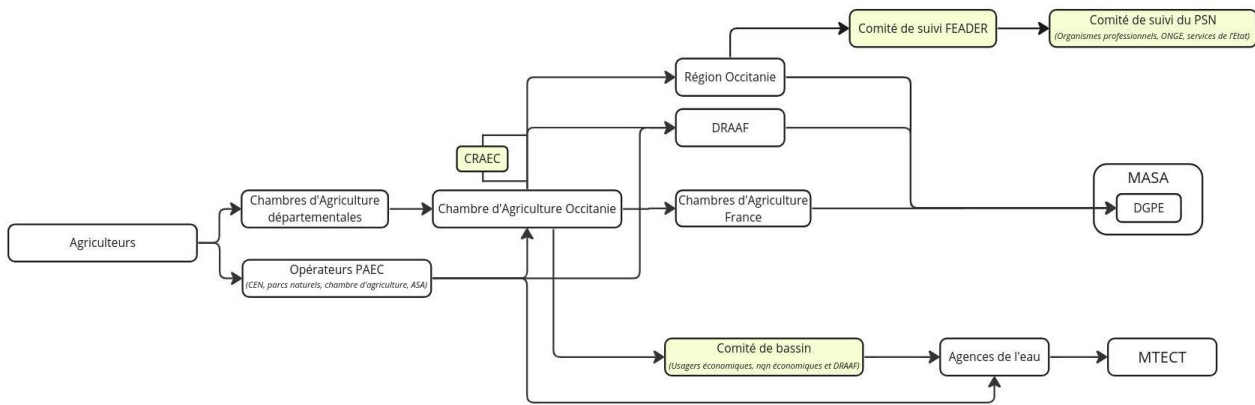 Comité de suivi FEADER
Comité de suivi du PSN
(Organismes professionnels, ONGE, services de l'Etat)
Région Occitanie
DRAAF
CRAEC
MASA
DGPE
Chambres d'Agriculture
départementales
Chambre d'Agriculture Occitanie
Chambres d'Agriculture
France
Agriculteurs
Opérateurs PAEC
(CEN, parcs naturels, chambre d'agriculture, ASA)
Comité de bassin
(Usagers économiques, nqn économiques et DRAAF)
Agences de l'eau
MTECT